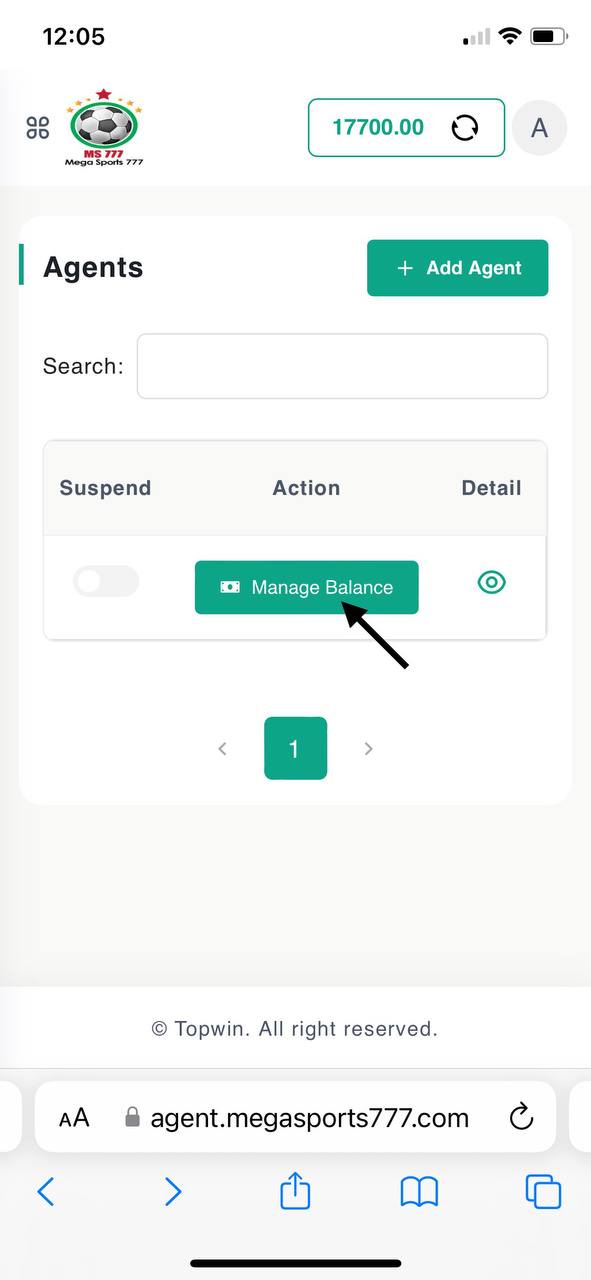 12:05
MS 777
Mega Sports 777
17700.00
A
Agents
+ Add Agent
Search:
Suspend Action Detail
Manage Balance
1
© Topwin. All right reserved.
AA agent.megasports777.com